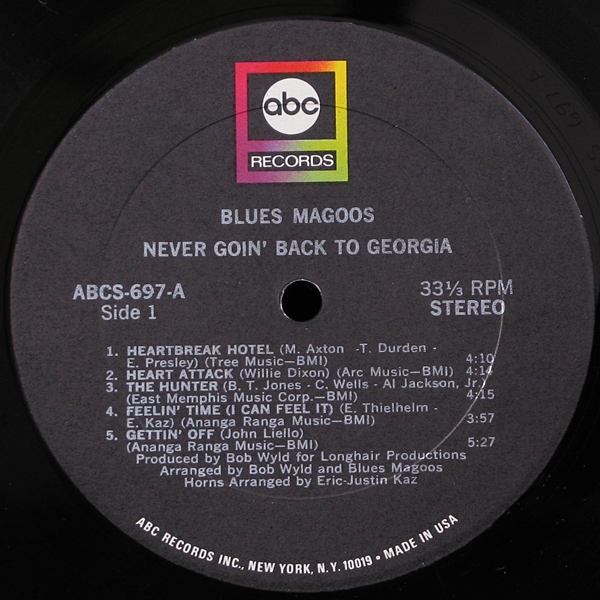 abc
RECORDS
BLUES MAGOOS
NEVER GOIN' BACK TO GEORGIA
ABCS-697-A
Side 1
33⅓ RPM
STEREO
1. HEARTBREAK HOTEL (M. Axton -T. Durden -
E. Presley) (Tree Music—BMI) 4:10
2. HEART ATTACK (Willie Dixon) (Arc Music—BMI) 4:14
3. THE HUNTER (B. T. Jones - C. Wells - Al Jackson, Jr.)
(East Memphis Music Corp.—BMI) 4:15
4. FEELIN' TIME (I CAN FEEL IT) (E. Thielhelm -
E. Kaz) (Ananga Ranga Music—BMI) 3:57
5. GETTIN' OFF (John Liello)
(Ananga Ranga Music—BMI) 5:27
Produced by Bob Wyld for Longhair Productions
Arranged by Bob Wyld and Blues Magoos
Horns Arranged by Eric-Justin Kaz
ABC RECORDS INC., NEW YORK, N.Y. 10019 • MADE IN USA